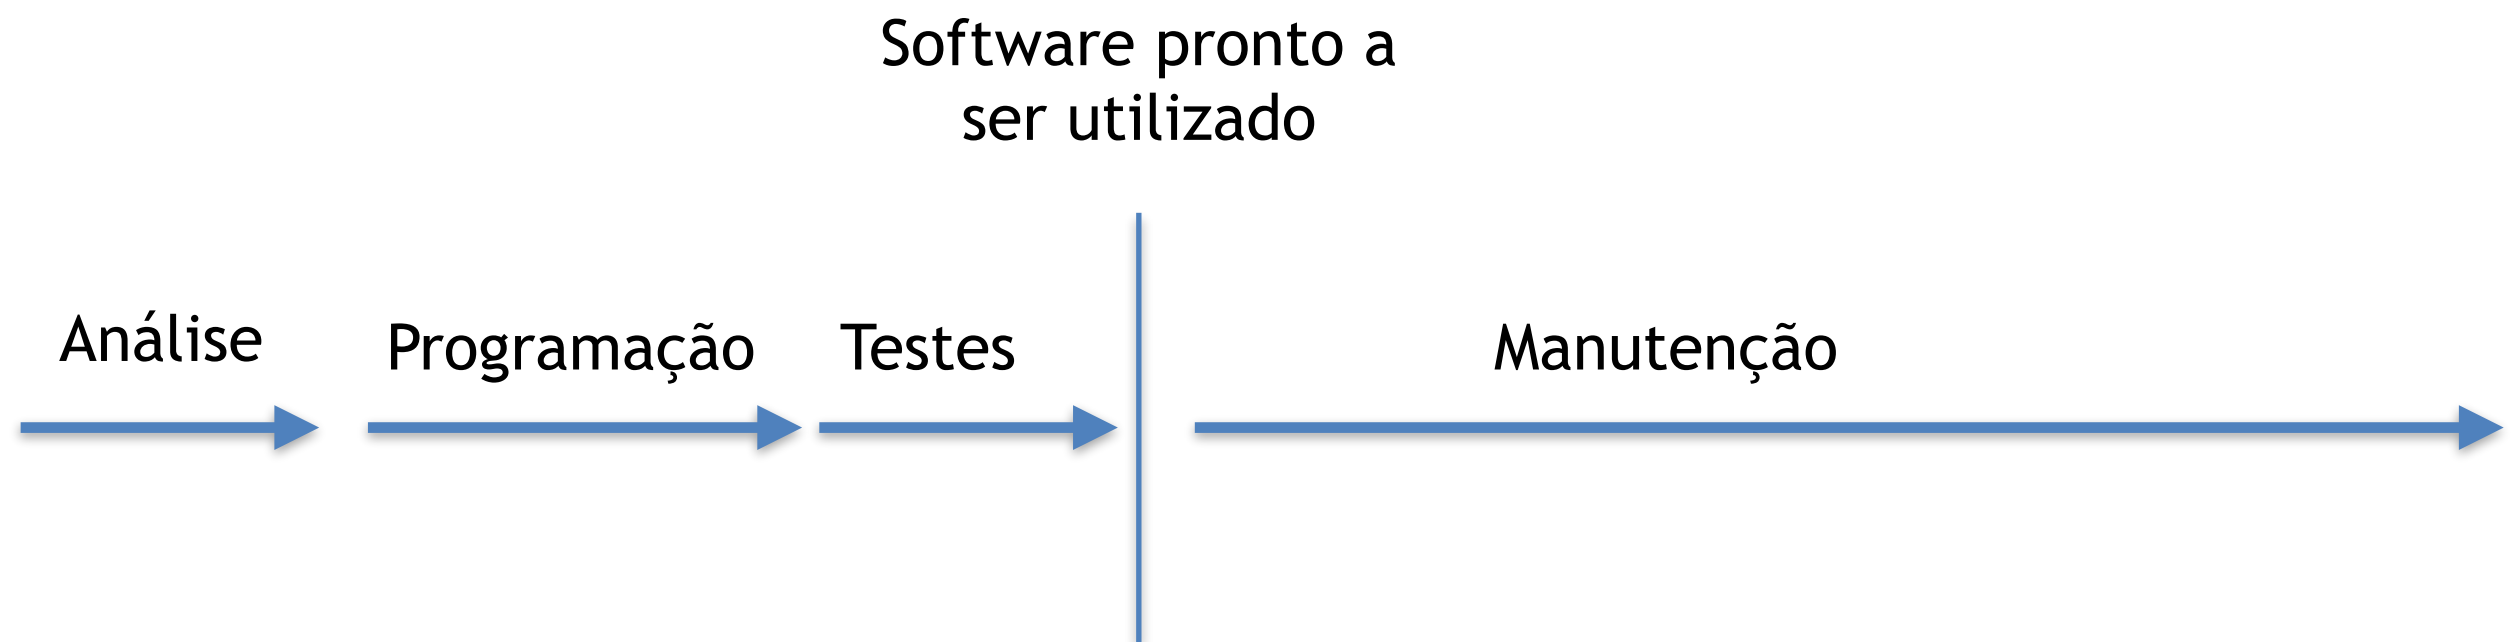 Software pronto a
ser utilizado
Análise
Programação
Testes
Manutenção